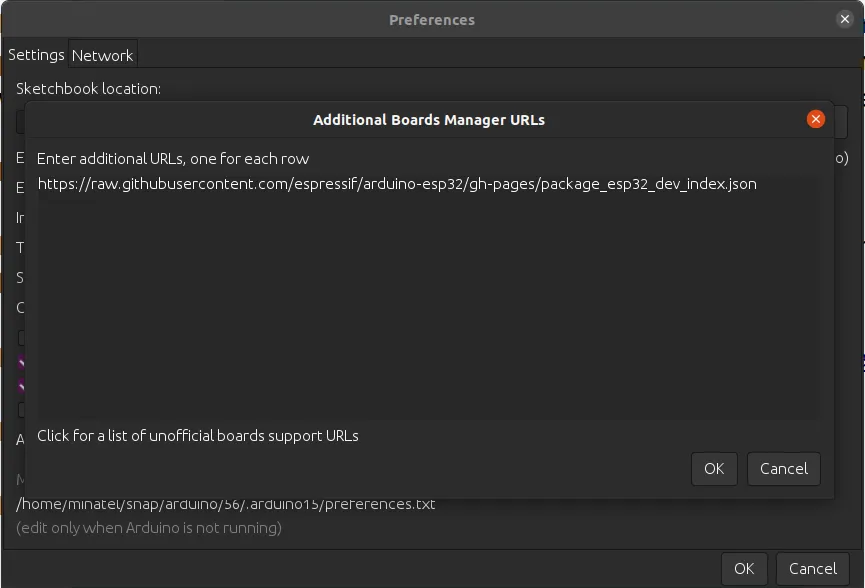 Preferences
Settings Network
Sketchbook location:
Additional Boards Manager URLs
Enter additional URLs, one for each row
https://raw.githubusercontent.com/espressif/arduino-esp32/gh-pages/package_esp32_dev_index.json
Click for a list of unofficial boards support URLs
OK Cancel
/home/minatel/snap/arduino/56/.arduino15/preferences.txt
(edit only when Arduino is not running)
OK Cancel